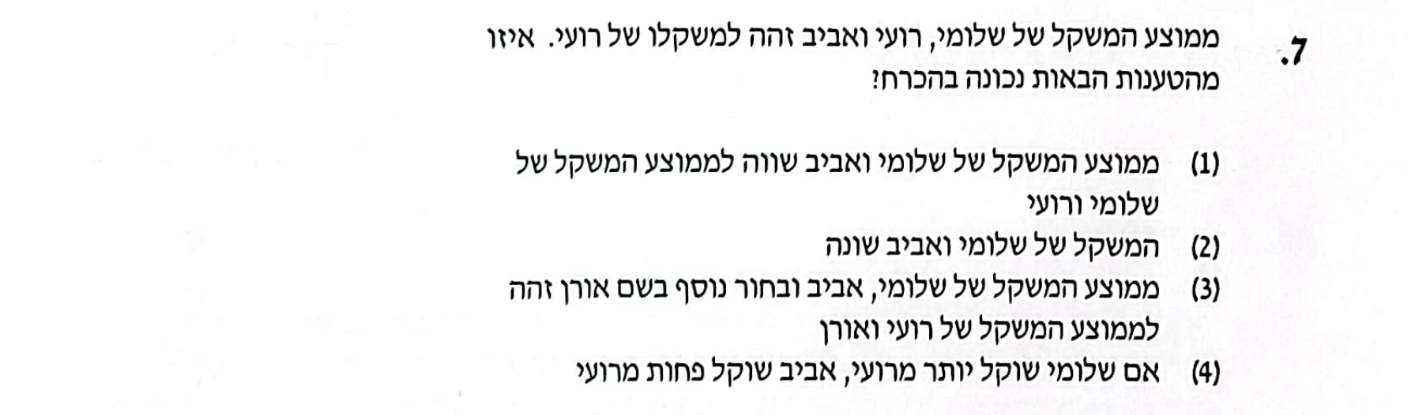 7. ממוצע המשקל של שלומי, רועי ואביב זהה למשקלו של רועי. איזו
מהטענות הבאות נכונה בהכרח?
(1) ממוצע המשקל של שלומי ואביב שווה לממוצע המשקל של
שלומי ורועי
(2) המשקל של שלומי ואביב שונה
(3) ממוצע המשקל של שלומי, אביב ובחור נוסף בשם אורן זהה
לממוצע המשקל של רועי ואורן
(4) אם שלומי שוקל יותר מרועי, אביב שוקל פחות מרועי